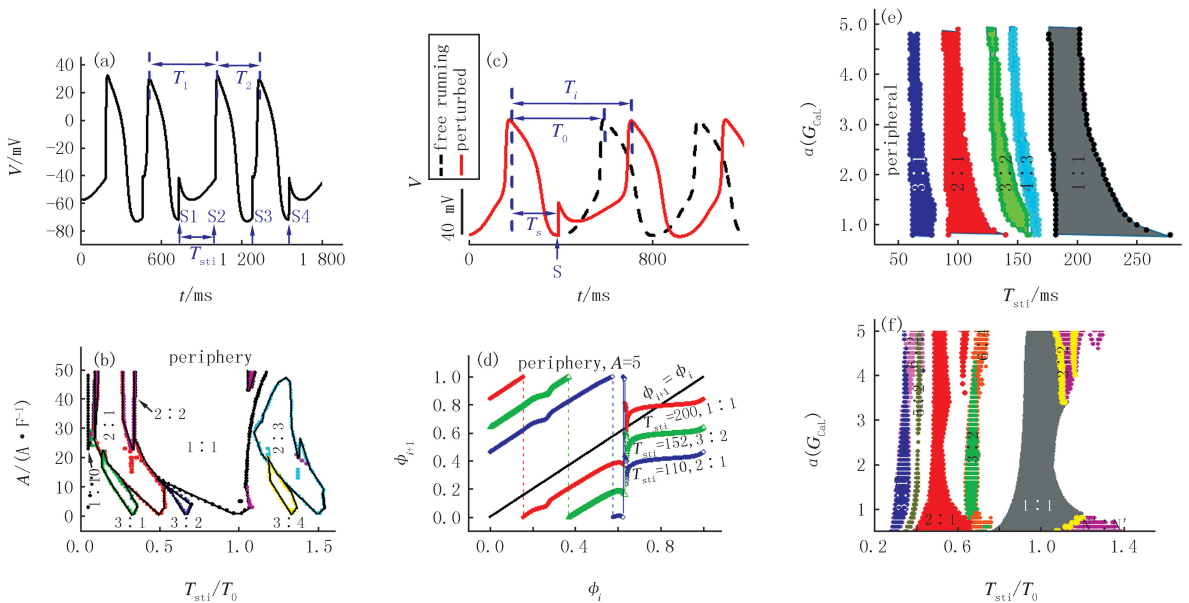 (a)
40
20
0
−20
−40
−60
−80
V/mV
T1
T2
S1
S2
S3
S4
Tsti
0
600
1 200
1 800
t/ms
(b)
periphery
50
40
30
20
10
0
A/(A • F−1)
1∶10
2∶1
2∶2
1∶1
2∶3
3∶1
3∶2
3∶4
0.0
0.5
1.0
1.5
Tsti/T0
(c)
free running
perturbed
Ti
T0
Ts
S
V
40 mV
0
800
t/ms
(d)
periphery, A=5
1.0
0.8
0.6
0.4
0.2
0.0
ϕi+1
ϕi+1=ϕi
Tsti=200, 1∶1
Tsti=152, 3∶2
Tsti=110, 2∶1
0.0
0.4
0.8
ϕi
(e)
5.0
4.0
3.0
2.0
1.0
a(GCaL)
peripheral
3∶1
2∶1
3∶2
4∶3
1∶1
50
100
150
200
250
Tsti/ms
(f)
5
4
3
2
1
a(GCaL)
3∶1
5∶2
2∶1
3∶2
6∶4
1∶1
2∶2
0.2
0.6
1.0
1.4
Tsti/T0